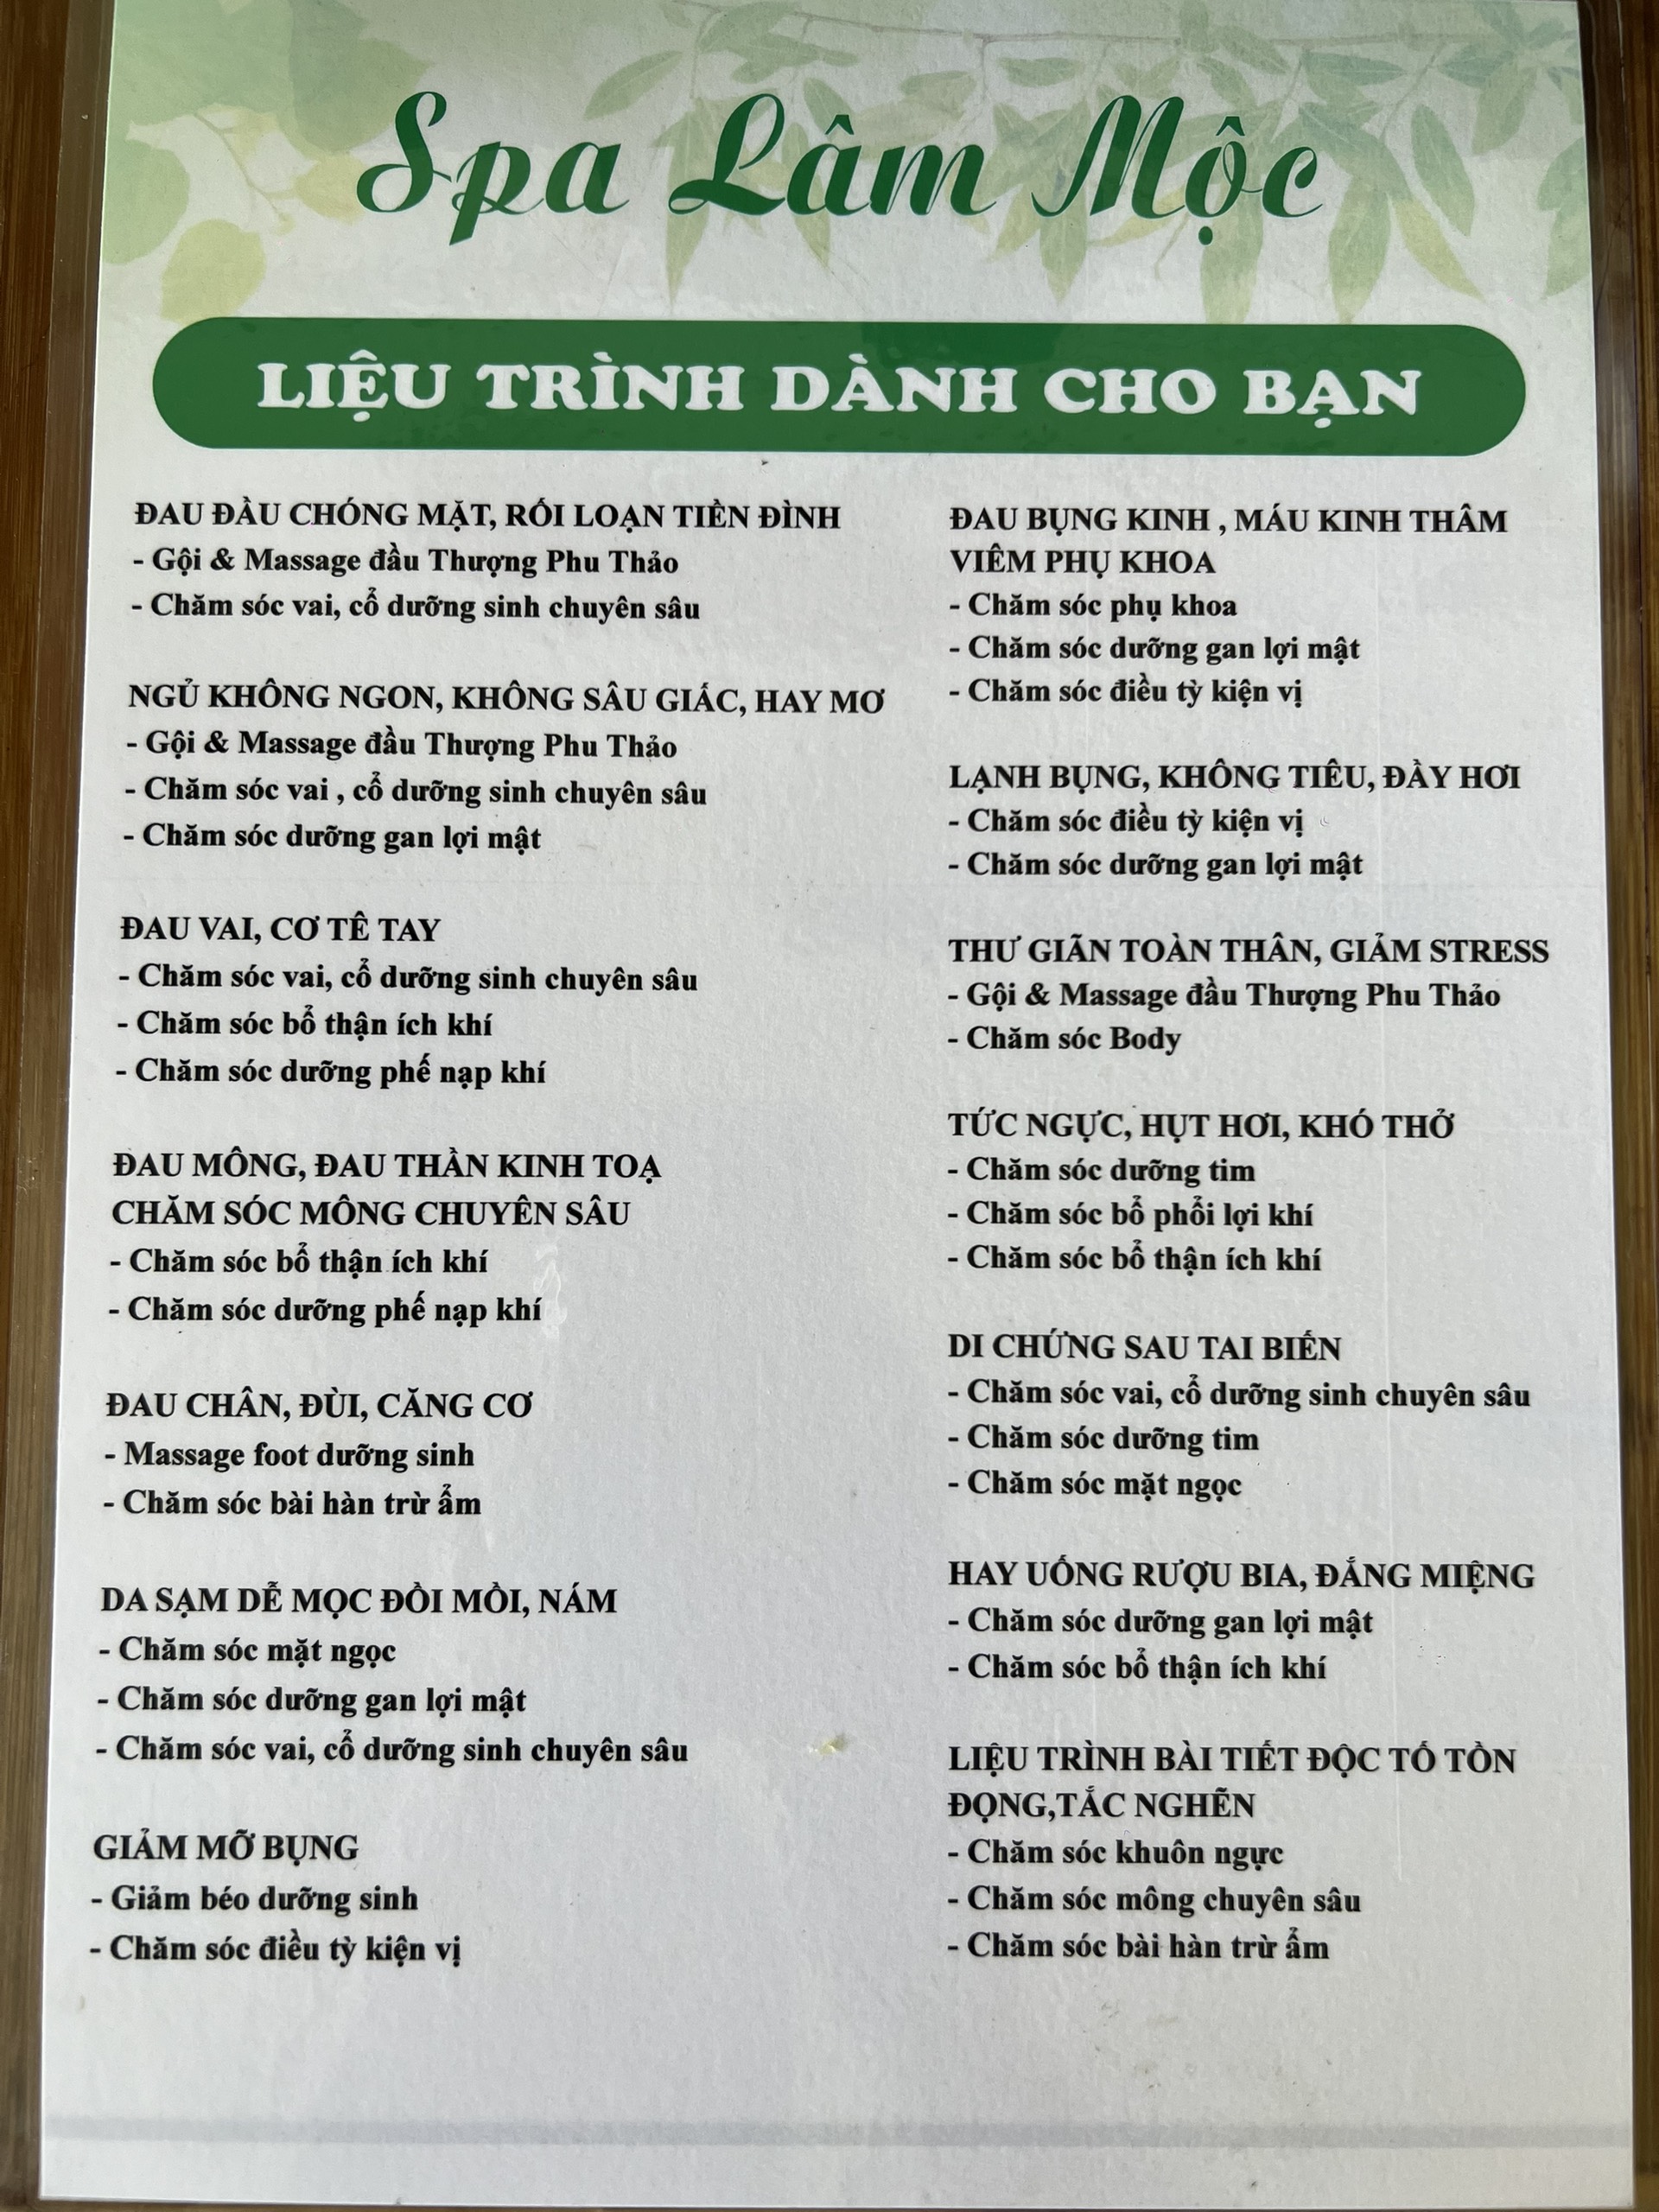 Spa Lâm Mộc
LIỆU TRÌNH DÀNH CHO BẠN
ĐAU ĐẦU CHÓNG MẶT, RỐI LOẠN TIỀN ĐÌNH
- Gội & Massage đầu Thượng Phu Thảo
- Chăm sóc vai, cổ dưỡng sinh chuyên sâu
NGỦ KHÔNG NGON, KHÔNG SÂU GIẤC, HAY MƠ
- Gội & Massage đầu Thượng Phu Thảo
- Chăm sóc vai , cổ dưỡng sinh chuyên sâu
- Chăm sóc dưỡng gan lợi mật
ĐAU VAI, CƠ TÊ TAY
- Chăm sóc vai, cổ dưỡng sinh chuyên sâu
- Chăm sóc bổ thận ích khí
- Chăm sóc dưỡng phế nạp khí
ĐAU MÔNG, ĐAU THẦN KINH TOẠ
CHĂM SÓC MÔNG CHUYÊN SÂU
- Chăm sóc bổ thận ích khí
- Chăm sóc dưỡng phế nạp khí
ĐAU CHÂN, ĐÙI, CĂNG CƠ
- Massage foot dưỡng sinh
- Chăm sóc bài hàn trừ ẩm
DA SẠM DỄ MỌC ĐỒI MỒI, NÁM
- Chăm sóc mặt ngọc
- Chăm sóc dưỡng gan lợi mật
- Chăm sóc vai, cổ dưỡng sinh chuyên sâu
GIẢM MỠ BỤNG
- Giảm béo dưỡng sinh
- Chăm sóc điều tỳ kiện vị
ĐAU BỤNG KINH , MÁU KINH THÂM
VIÊM PHỤ KHOA
- Chăm sóc phụ khoa
- Chăm sóc dưỡng gan lợi mật
- Chăm sóc điều tỳ kiện vị
LẠNH BỤNG, KHÔNG TIÊU, ĐẦY HƠI
- Chăm sóc điều tỳ kiện vị
- Chăm sóc dưỡng gan lợi mật
THƯ GIÃN TOÀN THÂN, GIẢM STRESS
- Gội & Massage đầu Thượng Phu Thảo
- Chăm sóc Body
TỨC NGỰC, HỤT HƠI, KHÓ THỞ
- Chăm sóc dưỡng tim
- Chăm sóc bổ phổi lợi khí
- Chăm sóc bổ thận ích khí
DI CHỨNG SAU TAI BIẾN
- Chăm sóc vai, cổ dưỡng sinh chuyên sâu
- Chăm sóc dưỡng tim
- Chăm sóc mặt ngọc
HAY UỐNG RƯỢU BIA, ĐẮNG MIỆNG
- Chăm sóc dưỡng gan lợi mật
- Chăm sóc bổ thận ích khí
LIỆU TRÌNH BÀI TIẾT ĐỘC TỐ TỒN
ĐỌNG,TẮC NGHẼN
- Chăm sóc khuôn ngực
- Chăm sóc mông chuyên sâu
- Chăm sóc bài hàn trừ ẩm